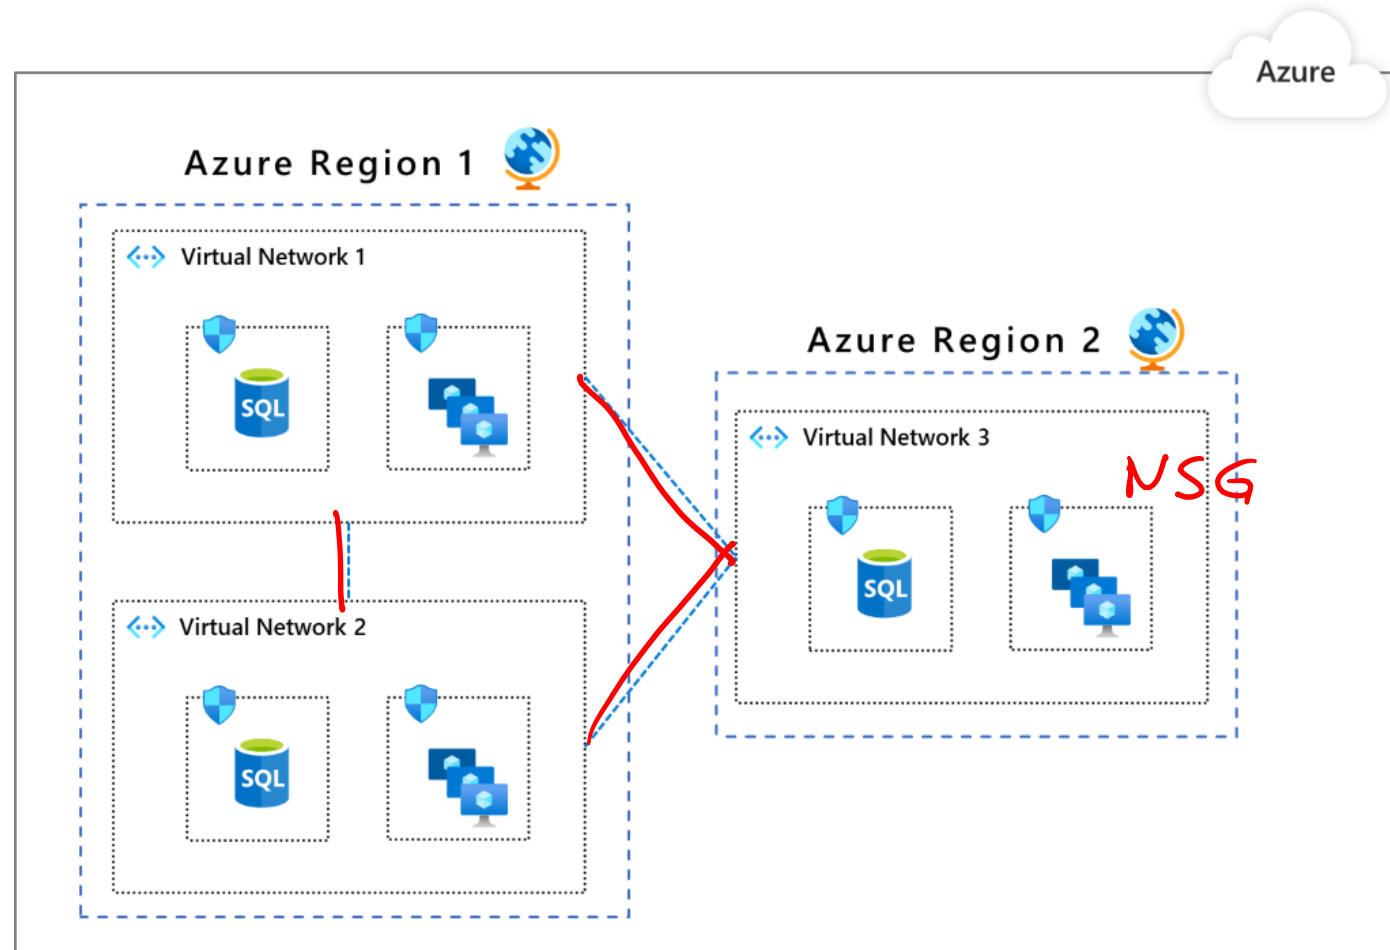 Azure
Azure Region 1
Virtual Network 1
SQL
Virtual Network 2
SQL
Azure Region 2
Virtual Network 3
NSG
SQL